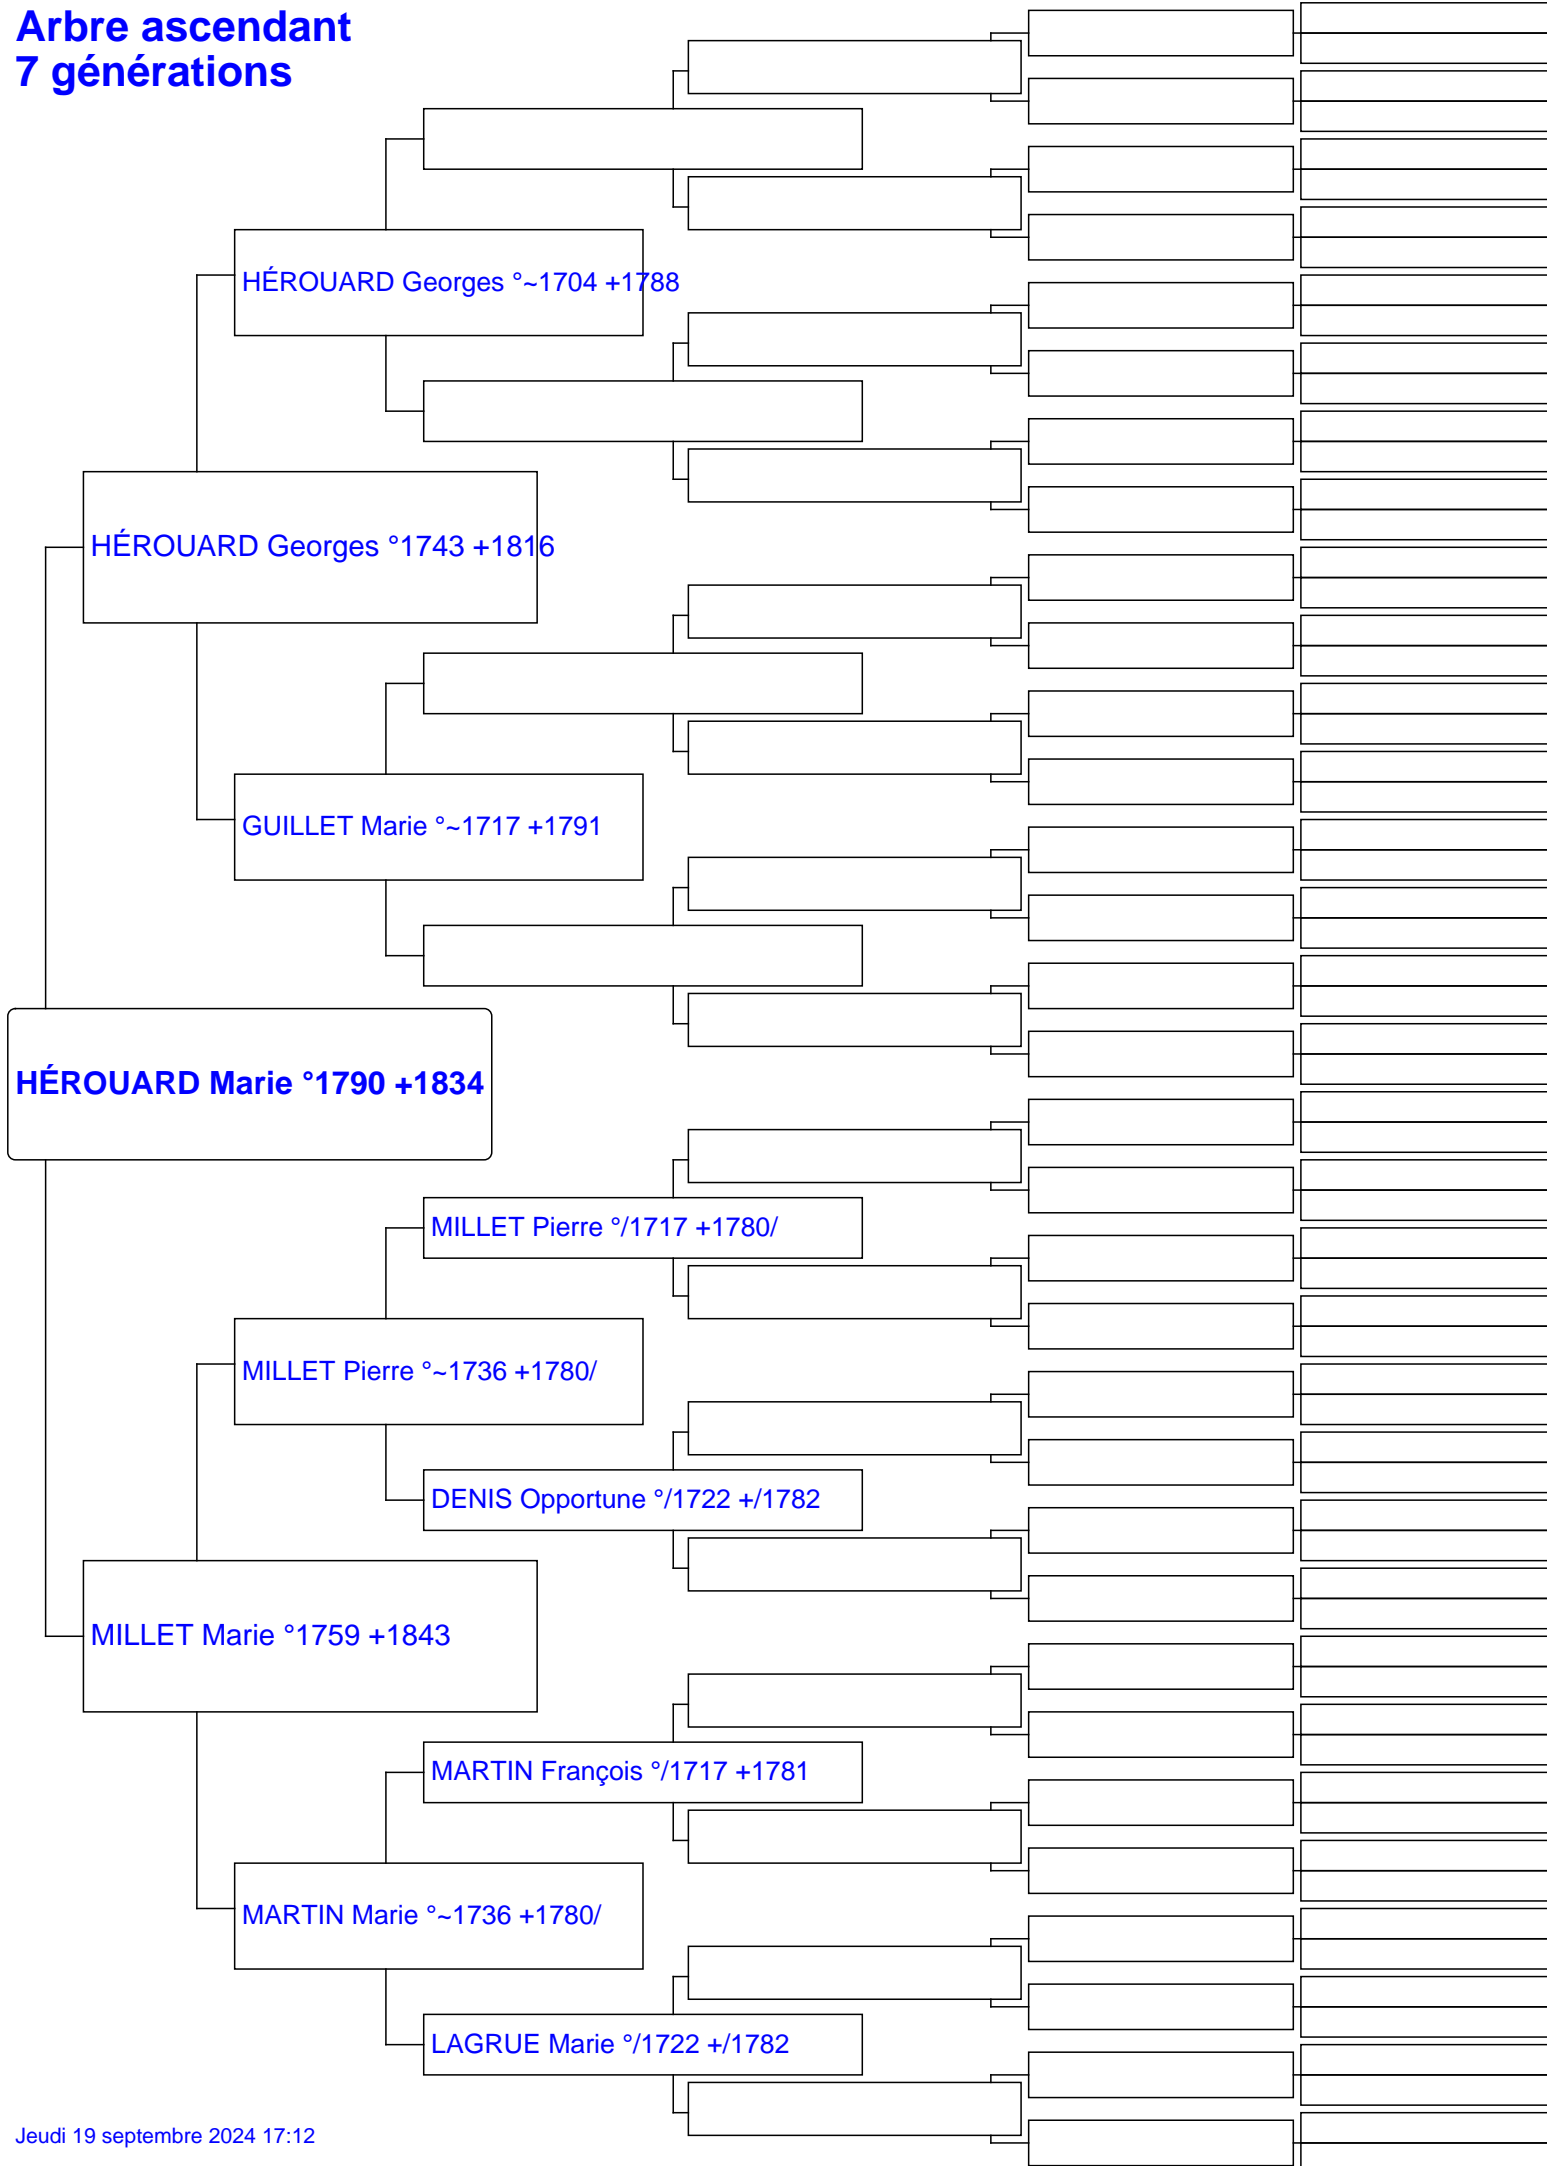 Arbre ascendant
7 générations
HÉROUARD Georges °~1704 +1788
HÉROUARD Georges °1743 +1816
GUILLET Marie °~1717 +1791
HÉROUARD Marie °1790 +1834
MILLET Pierre °/1717 +1780/
MILLET Pierre °~1736 +1780/
DENIS Opportune °/1722 +/1782
MILLET Marie °1759 +1843
MARTIN François °/1717 +1781
MARTIN Marie °~1736 +1780/
LAGRUE Marie °/1722 +/1782
Jeudi 19 septembre 2024 17:12